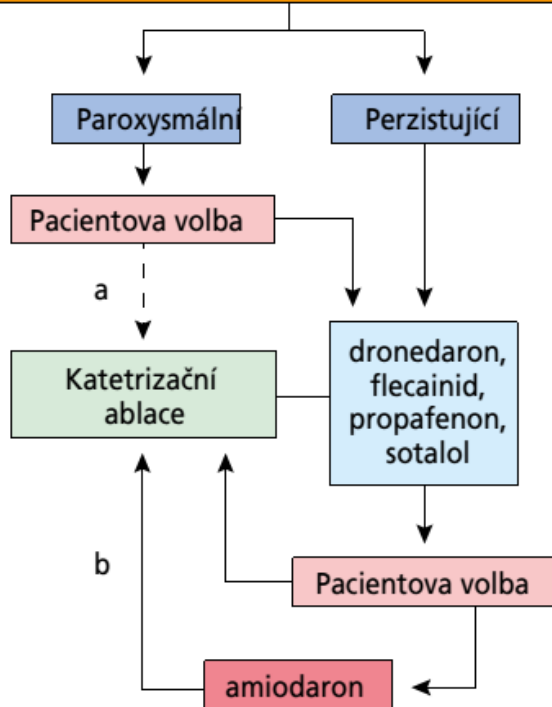 Paroxysmální
Perzistující
Pacientova volba
a
Katetrizační
ablace
dronedaron,
flecainid,
propafenon,
sotalol
b
Pacientova volba
amiodaron